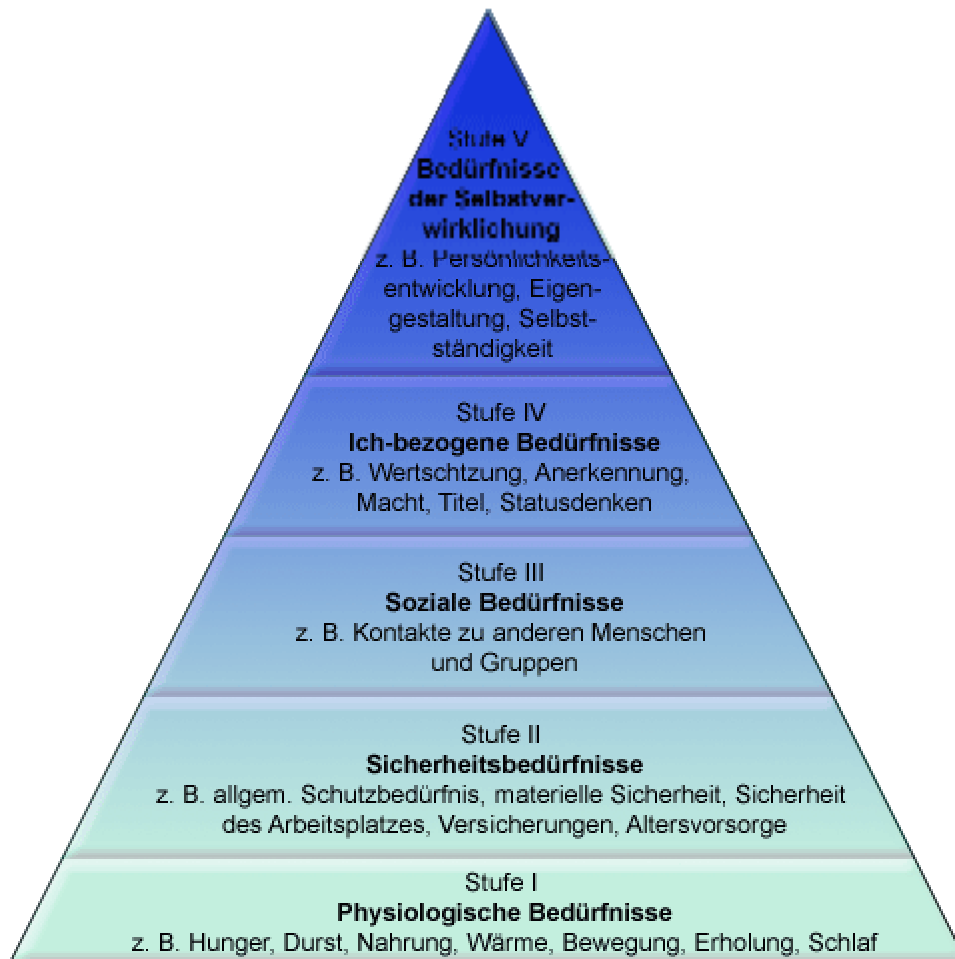 Stufe V
Bedürfnisse
der Selbstver-
wirklichung
z. B. Persönlichkeits-
entwicklung, Eigen-
gestaltung, Selbst-
ständigkeit
Stufe IV
Ich-bezogene Bedürfnisse
z. B. Wertschtzung, Anerkennung,
Macht, Titel, Statusdenken
Stufe III
Soziale Bedürfnisse
z. B. Kontakte zu anderen Menschen
und Gruppen
Stufe II
Sicherheitsbedürfnisse
z. B. allgem. Schutzbedürfnis, materielle Sicherheit, Sicherheit
des Arbeitsplatzes, Versicherungen, Altersvorsorge
Stufe I
Physiologische Bedürfnisse
z. B. Hunger, Durst, Nahrung, Wärme, Bewegung, Erholung, Schlaf